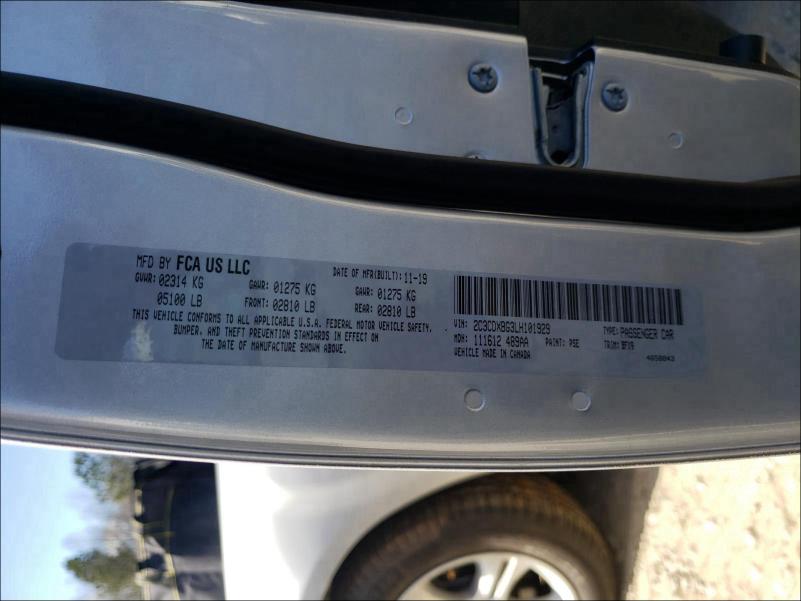 MFD BY FCA US LLC
DATE OF MFR(BUILT): 11-19
GVWR: 02314 KG
GAWR: 01275 KG
GAWR: 01275 KG
05100 LB
FRONT: 02810 LB
REAR: 02810 LB
THIS VEHICLE CONFORMS TO ALL APPLICABLE U.S.A. FEDERAL MOTOR VEHICLE SAFETY,
BUMPER, AND THEFT PREVENTION STANDARDS IN EFFECT ON
THE DATE OF MANUFACTURE SHOWN ABOVE.
VIN: 2C3CDXBG3LH101929
TYPE: PASSENGER CAR
MDH: 111612 489AA
PAINT: PSE
TRIM: BFX9
VEHICLE MADE IN CANADA